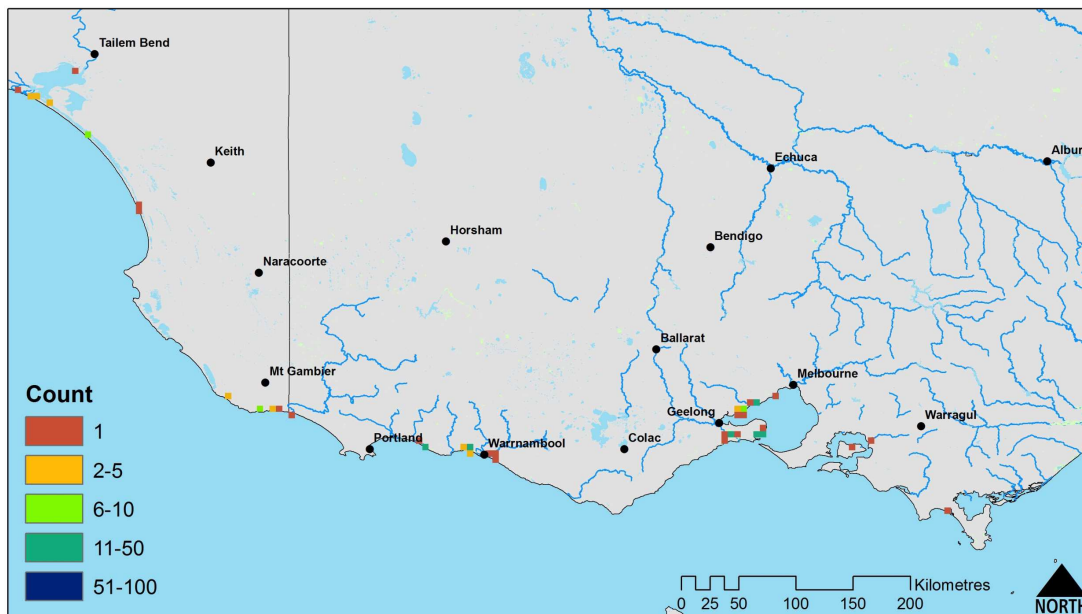 Tailem Bend
Keith
Echuca
Albur
Horsham
Bendigo
Naracoorte
Ballarat
Mt Gambier
Melbourne
Geelong
Warragul
Portland
Warrnambool
Colac
Count
1
2-5
6-10
11-50
51-100
Kilometres
0 25 50 100 150 200
NORTH